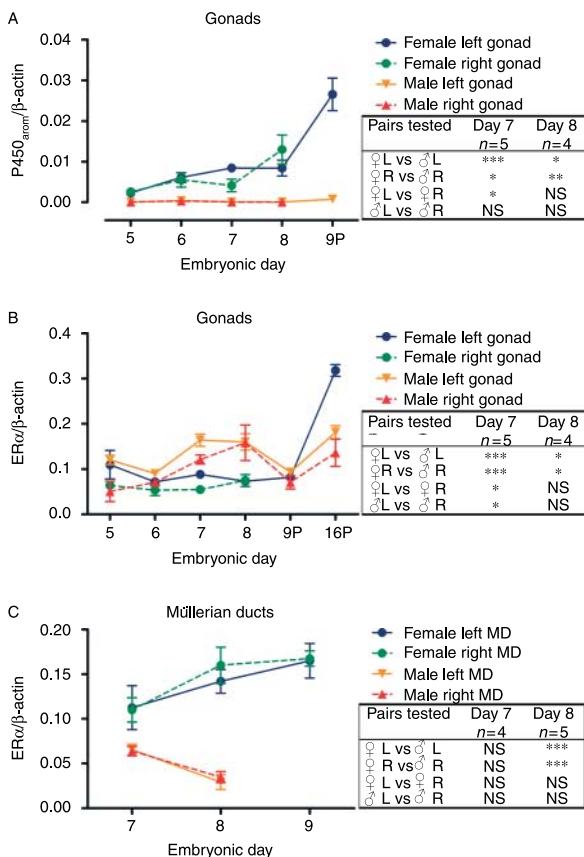 A
Gonads
P450arom/β-actin
0.04
0.03
0.02
0.01
0.00
5 6 7 8 9P
Embryonic day
Female left gonad
Female right gonad
Male left gonad
Male right gonad
Pairs tested Day 7 Day 8
n=5 n=4
♀L vs ♂L *** *
♀R vs ♂R * **
♀L vs ♀R * NS
♂L vs ♂R NS NS
B
Gonads
ERα/β-actin
0.4
0.3
0.2
0.1
0.0
5 6 7 8 9P 16P
Embryonic day
Female left gonad
Female right gonad
Male left gonad
Male right gonad
Pairs tested Day 7 Day 8
n=5 n=4
♀L vs ♂L *** *
♀R vs ♂R *** *
♀L vs ♀R * NS
♂L vs ♂R * NS
C
Müllerian ducts
ERα/β-actin
0.20
0.15
0.10
0.05
0.00
7 8 9
Embryonic day
Female left MD
Female right MD
Male left MD
Male right MD
Pairs tested Day 7 Day 8
n=4 n=5
♀ L vs ♂ L NS ***
♀ R vs ♂ R NS ***
♀ L vs ♀ R NS NS
♂ L vs ♂ R NS NS